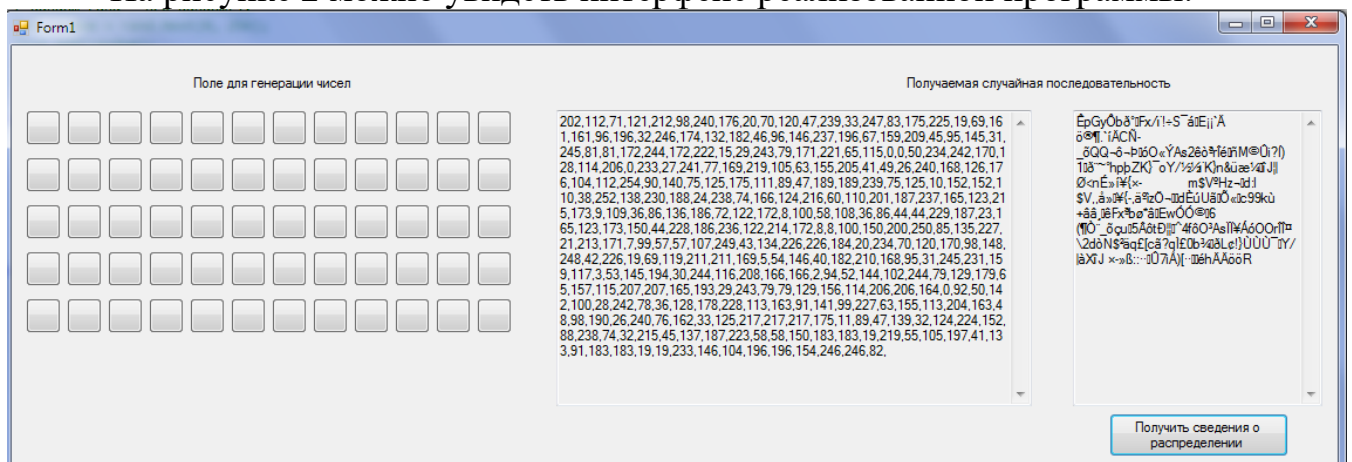 На рисунке 2 можно увидеть интерфейс реализованной программы.
Form1
Поле для генерации чисел
Получаемая случайная последовательность
202,112,71,121,212,98,240,176,20,70,120,47,239,33,247,83,175,225,19,69,16
1,161,96,196,32,246,174,132,182,46,96,146,237,196,67,159,209,45,95,145,31,
245,81,81,172,244,172,222,15,29,243,79,171,221,65,115,0,0,50,234,242,170,1
28,114,206,0,233,27,241,77,169,219,105,63,155,205,41,49,26,240,168,126,17
6,104,112,254,90,140,75,125,175,111,89,47,189,189,239,75,125,10,152,152,1
10,38,252,138,230,188,24,238,74,166,124,216,60,110,201,187,237,165,123,21
5,173,9,109,36,86,136,186,72,122,172,8,100,58,108,36,86,44,44,229,187,23,1
65,123,173,150,44,228,186,236,122,214,172,8,8,100,150,200,250,85,135,227,
21,213,171,7,99,57,57,107,249,43,134,226,226,184,20,234,70,120,170,98,148,
248,42,226,19,69,119,211,211,169,5,54,146,40,182,210,168,95,31,245,231,15
9,117,3,53,145,194,30,244,116,208,166,166,2,94,52,144,102,244,79,129,179,6
5,157,115,207,207,165,193,29,243,79,79,129,156,114,206,206,164,0,92,50,14
2,100,28,242,78,36,128,178,228,113,163,91,141,99,227,63,155,113,204,163,4
8,98,190,26,240,76,162,33,125,217,217,217,175,11,89,47,139,32,124,224,152,
88,238,74,32,215,45,137,187,223,58,58,150,183,183,19,219,55,105,197,41,13
3,91,183,183,19,19,233,146,104,196,196,154,246,246,82,
Получить сведения о
распределении